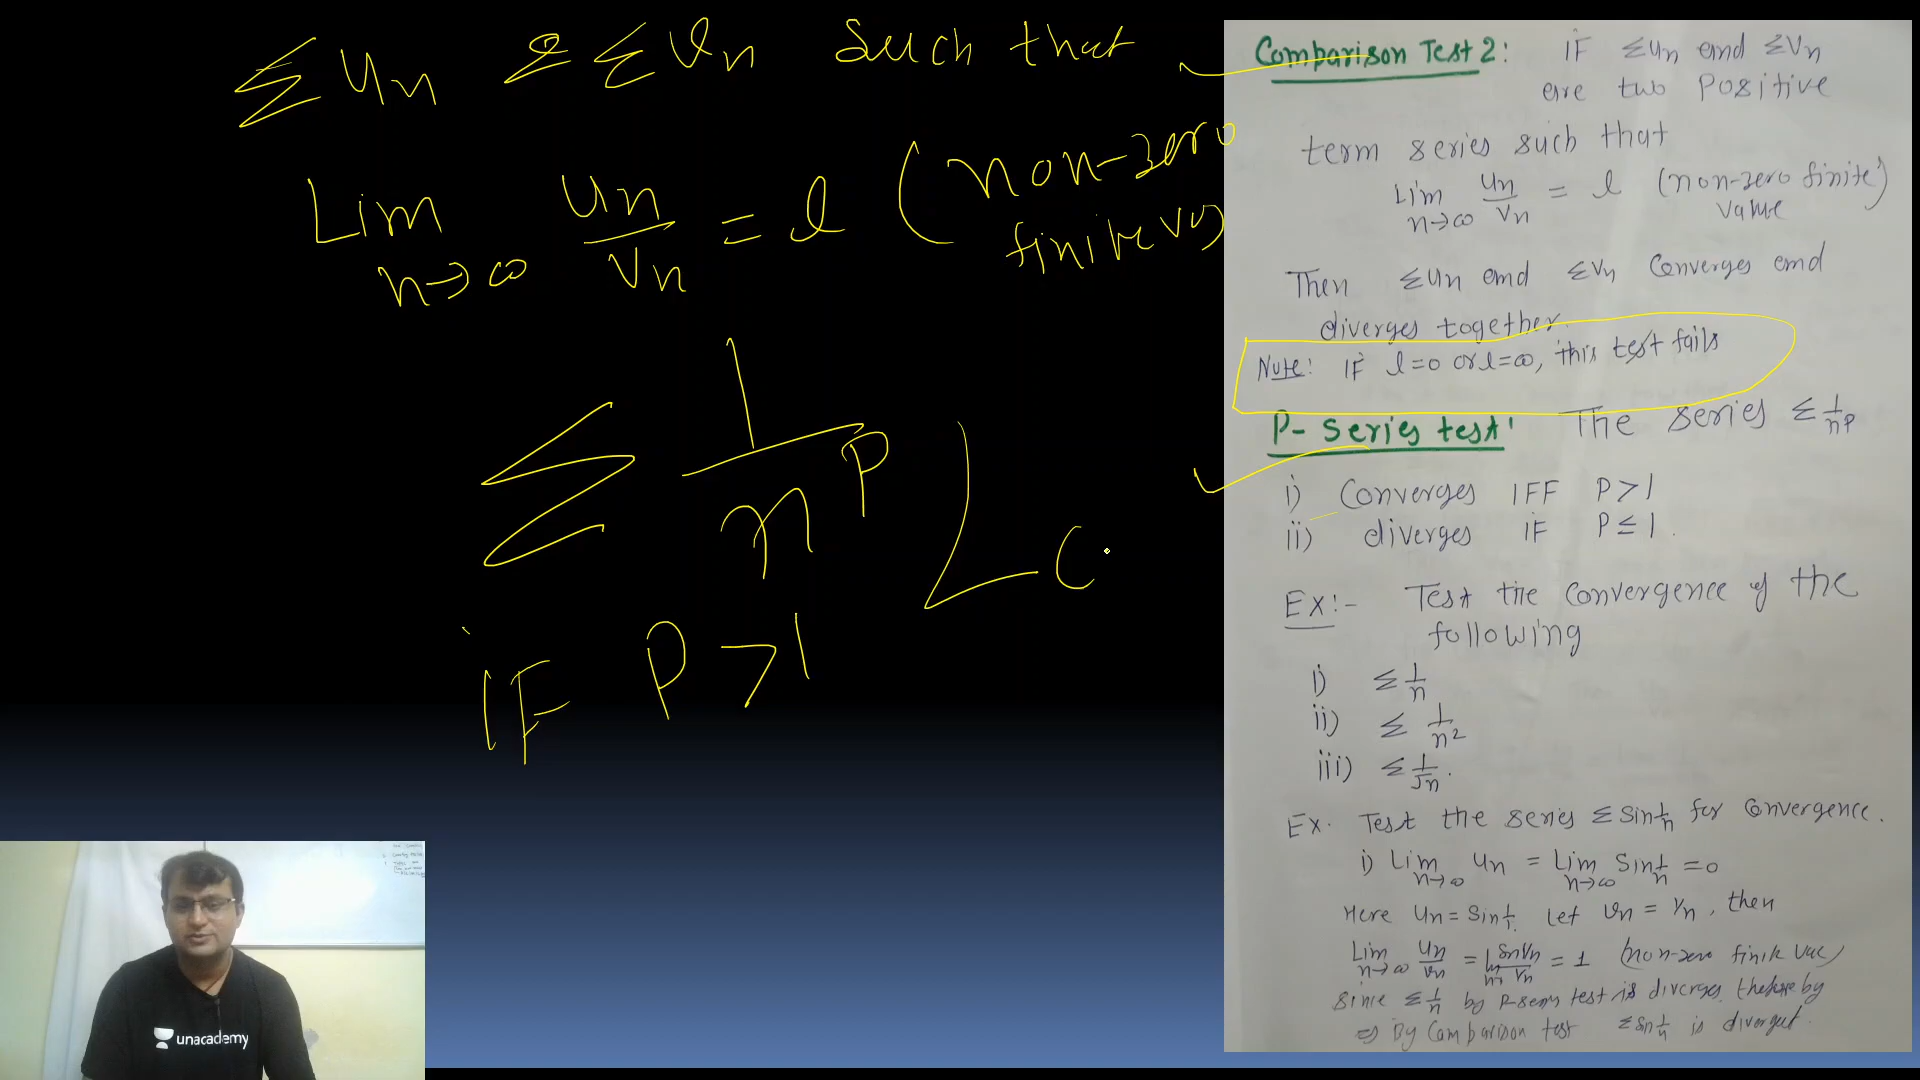 Σ un & Σ vn such that
Lim n→∞ un/vn = l (non-zero finite
Σ 1/n^P
IF P >1
unacademy
Comparison Test 2: IF Σun and Σvn
are two Positive
term series such that
Lim n→∞ un/vn = l (non-zero finite)
value
Then Σun and Σvn Converges and
diverges together.
Note: IF l=0 or l=∞, this test fails
P- series test: The series Σ 1/n^P
i) Converges IFF P>1
ii) diverges IF P≤1.
EX:- Test the convergence of the
following
i) Σ 1/n
ii) Σ 1/n²
iii) Σ 1/√n.
EX. Test the series Σ sin 1/n for convergence.
i) Lim n→∞ un = Lim n→∞ sin 1/n = 0
Here un = sin 1/n. Let vn = 1/n, then
Lim n→∞ un/vn = = 1 (non-zero
since Σ 1/n by P-series test is diverges, by
⇒ By Comparison test Σ sin 1/n is divergent.